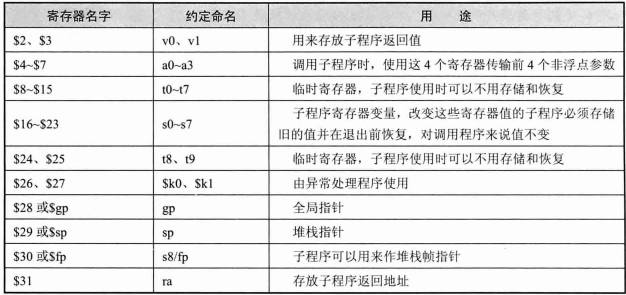 寄存器名字 约定命名 用 途
$2、$3 v0、v1 用来存放子程序返回值
$4~$7 a0~a3 调用子程序时，使用这4个寄存器传输前4个非浮点参数
$8~$15 t0~t7 临时寄存器，子程序使用时可以不用存储和恢复
$16~$23 s0~s7 子程序寄存器变量，改变这些寄存器值的子程序必须存储
旧的值并在退出前恢复，对调用程序来说值不变
$24、$25 t8、t9 临时寄存器，子程序使用时可以不用存储和恢复
$26、$27 $k0、$k1 由异常处理程序使用
$28 或$gp gp 全局指针
$29 或$sp sp 堆栈指针
$30 或$fp s8/fp 子程序可以用来作堆栈帧指针
$31 ra 存放子程序返回地址